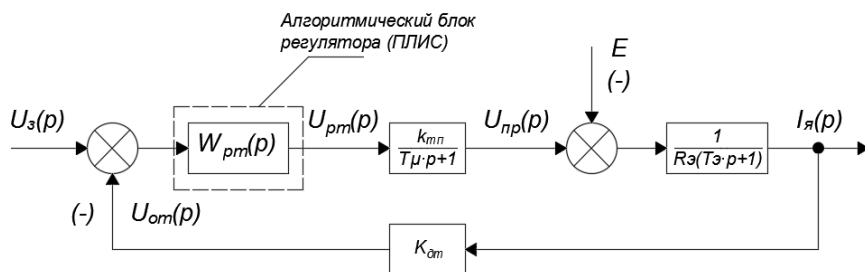 Алгоритмический блок
регулятора (ПЛИС)
E
(-)
Uз(p)
Wрт(p)
Uрт(p)
kтп
Tμ·p+1
Uпр(p)
1
Rэ(Tэ·p+1)
Iя(p)
(-)
Uот(p)
Kдт